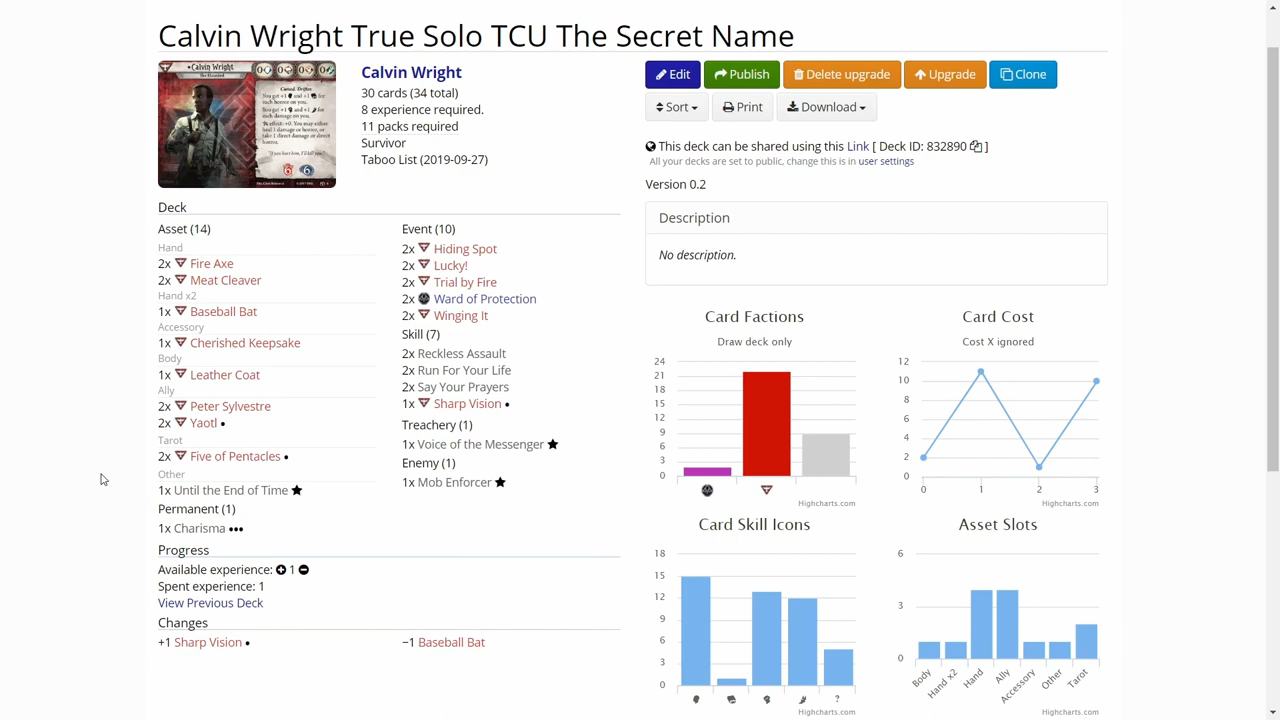 Calvin Wright True Solo TCU The Secret Name
Calvin Wright
Calvin Wright
30 cards (34 total)
8 experience required.
11 packs required
Survivor
Taboo List (2019-09-27)
Deck
Asset (14)
Hand
2x Fire Axe
2x Meat Cleaver
Hand x2
1x Baseball Bat
Accessory
1x Cherished Keepsake
Body
1x Leather Coat
Ally
2x Peter Sylvestre
2x Yaotl •
Tarot
2x Five of Pentacles •
Other
1x Until the End of Time ★
Permanent (1)
1x Charisma •••
Event (10)
2x Hiding Spot
2x Lucky!
2x Trial by Fire
2x Ward of Protection
2x Winging It
Skill (7)
2x Reckless Assault
2x Run For Your Life
2x Say Your Prayers
1x Sharp Vision •
Treachery (1)
1x Voice of the Messenger ★
Enemy (1)
1x Mob Enforcer ★
Progress
Available experience: 1
Spent experience: 1
View Previous Deck
Changes
+1 Sharp Vision •
−1 Baseball Bat
Edit
Publish
Delete upgrade
Upgrade
Clone
Sort
Print
Download
This deck can be shared using this Link [ Deck ID: 832890 ]
All your decks are set to public, change this is in user settings
Version 0.2
Description
No description.
Card Factions
Draw deck only
24
21
18
15
12
9
6
3
0
Highcharts.com
Card Cost
Cost X ignored
12
10
8
6
4
2
0
0 1 2 3
Highcharts.com
Card Skill Icons
18
15
12
9
6
3
0
?
Highcharts.com
Asset Slots
6
3
0
Body
Hand x2
Hand
Ally
Accessory
Other
Tarot
Highcharts.com